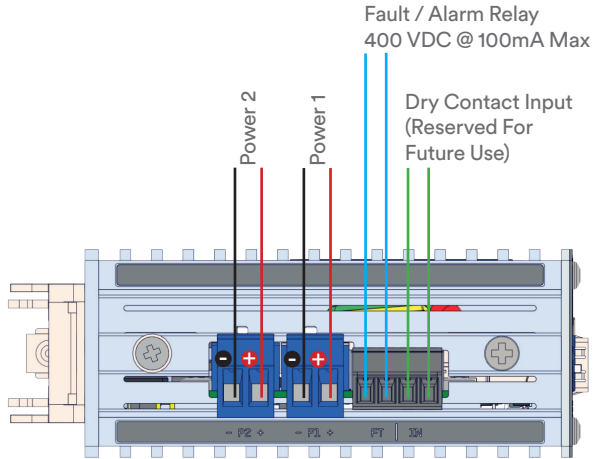 Fault / Alarm Relay
400 VDC @ 100mA Max
Dry Contact Input
(Reserved For
Future Use)
Power 2
Power 1
- +
- +
- P2 + - P1 + FT | IN